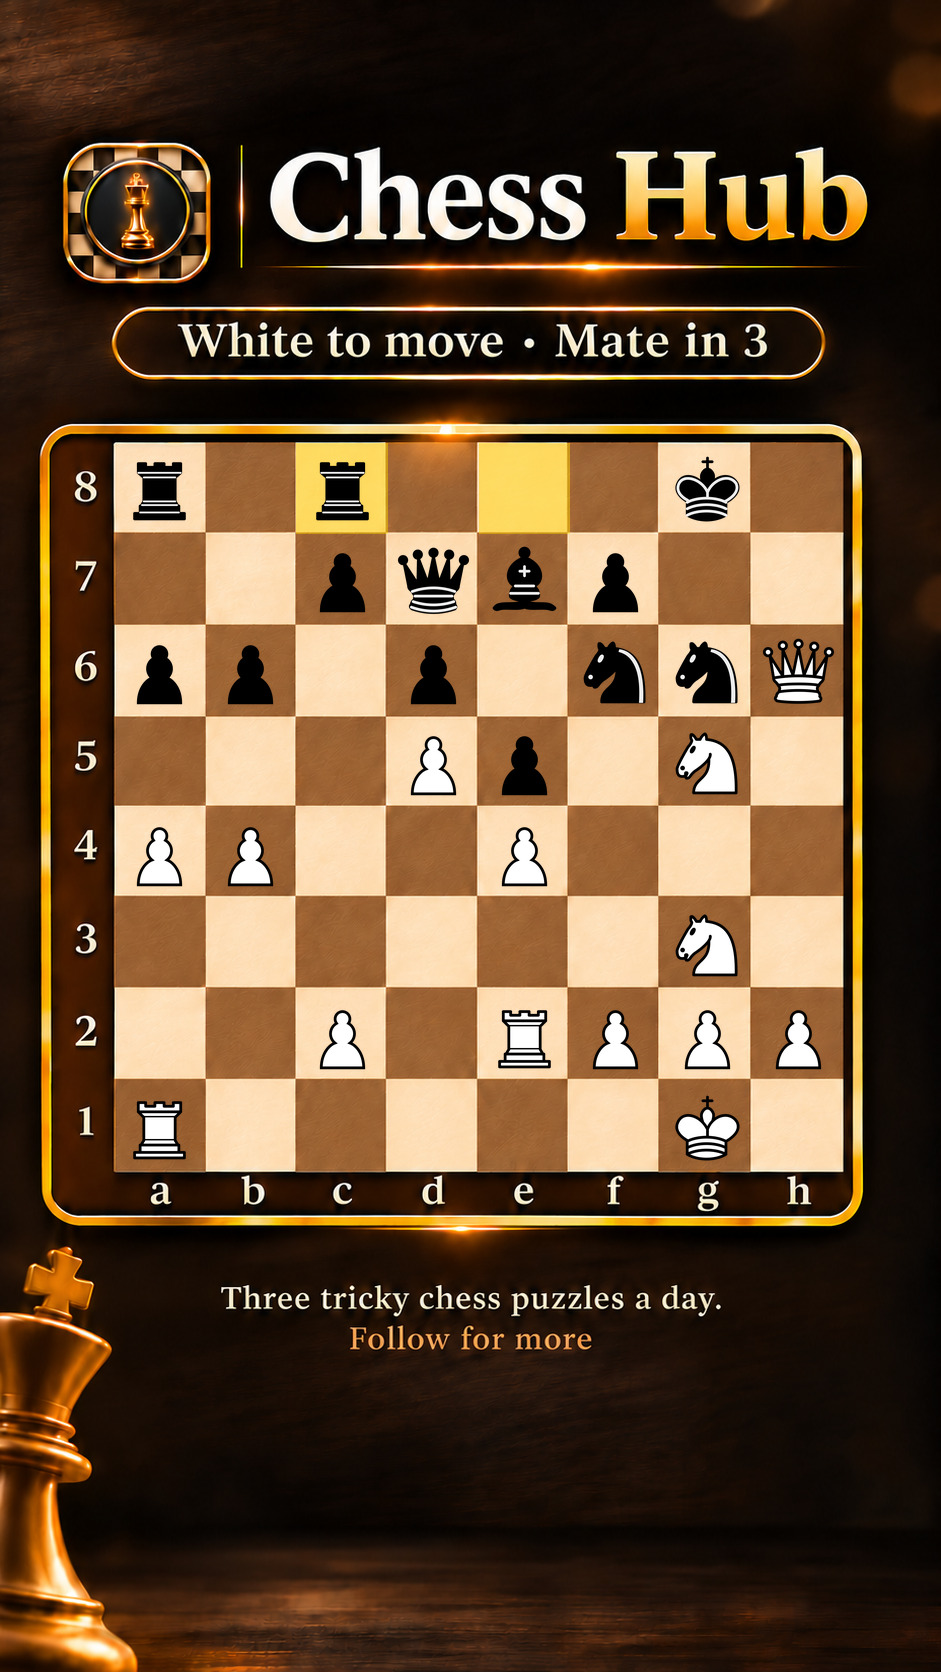 Chess Hub
White to move • Mate in 3
8
7
6
5
4
3
2
1
a b c d e f g h
Three tricky chess puzzles a day.
Follow for more